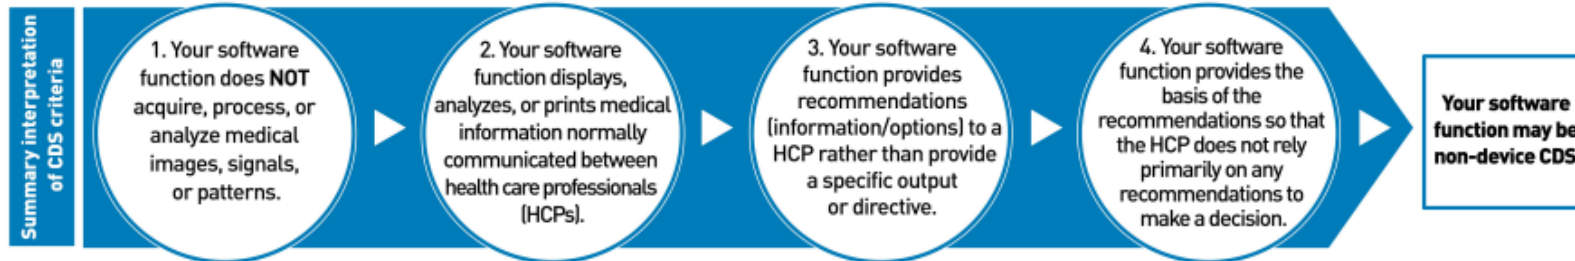 Summary interpretation
of CDS criteria
1. Your software
function does NOT
acquire, process, or
analyze medical
images, signals,
or patterns.
2. Your software
function displays,
analyzes, or prints medical
information normally
communicated between
health care professionals
(HCPs).
3. Your software
function provides
recommendations
(information/options) to a
HCP rather than provide
a specific output
or directive.
4. Your software
function provides the
basis of the
recommendations so that
the HCP does not rely
primarily on any
recommendations to
make a decision.
Your software
function may be
non-device CDS